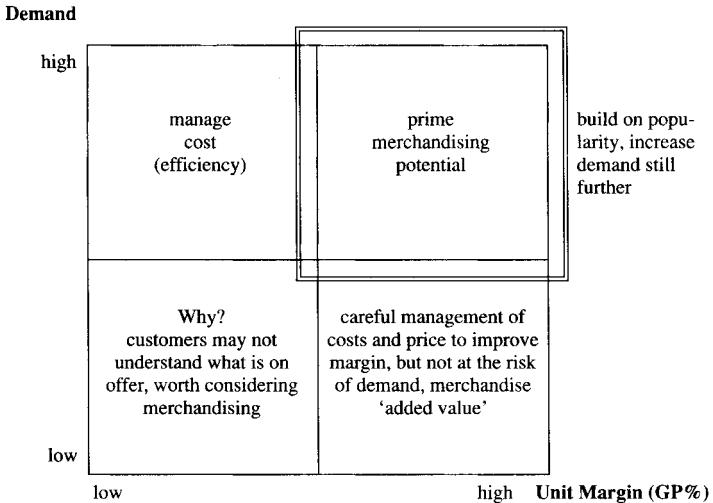 Demand
high
manage
cost
(efficiency)
prime
merchandising
potential
build on popu-
larity, increase
demand still
further
Why?
customers may not
understand what is on
offer, worth considering
merchandising
careful management of
costs and price to improve
margin, but not at the risk
of demand, merchandise
‘added value’
low
low
high
Unit Margin (GP%)